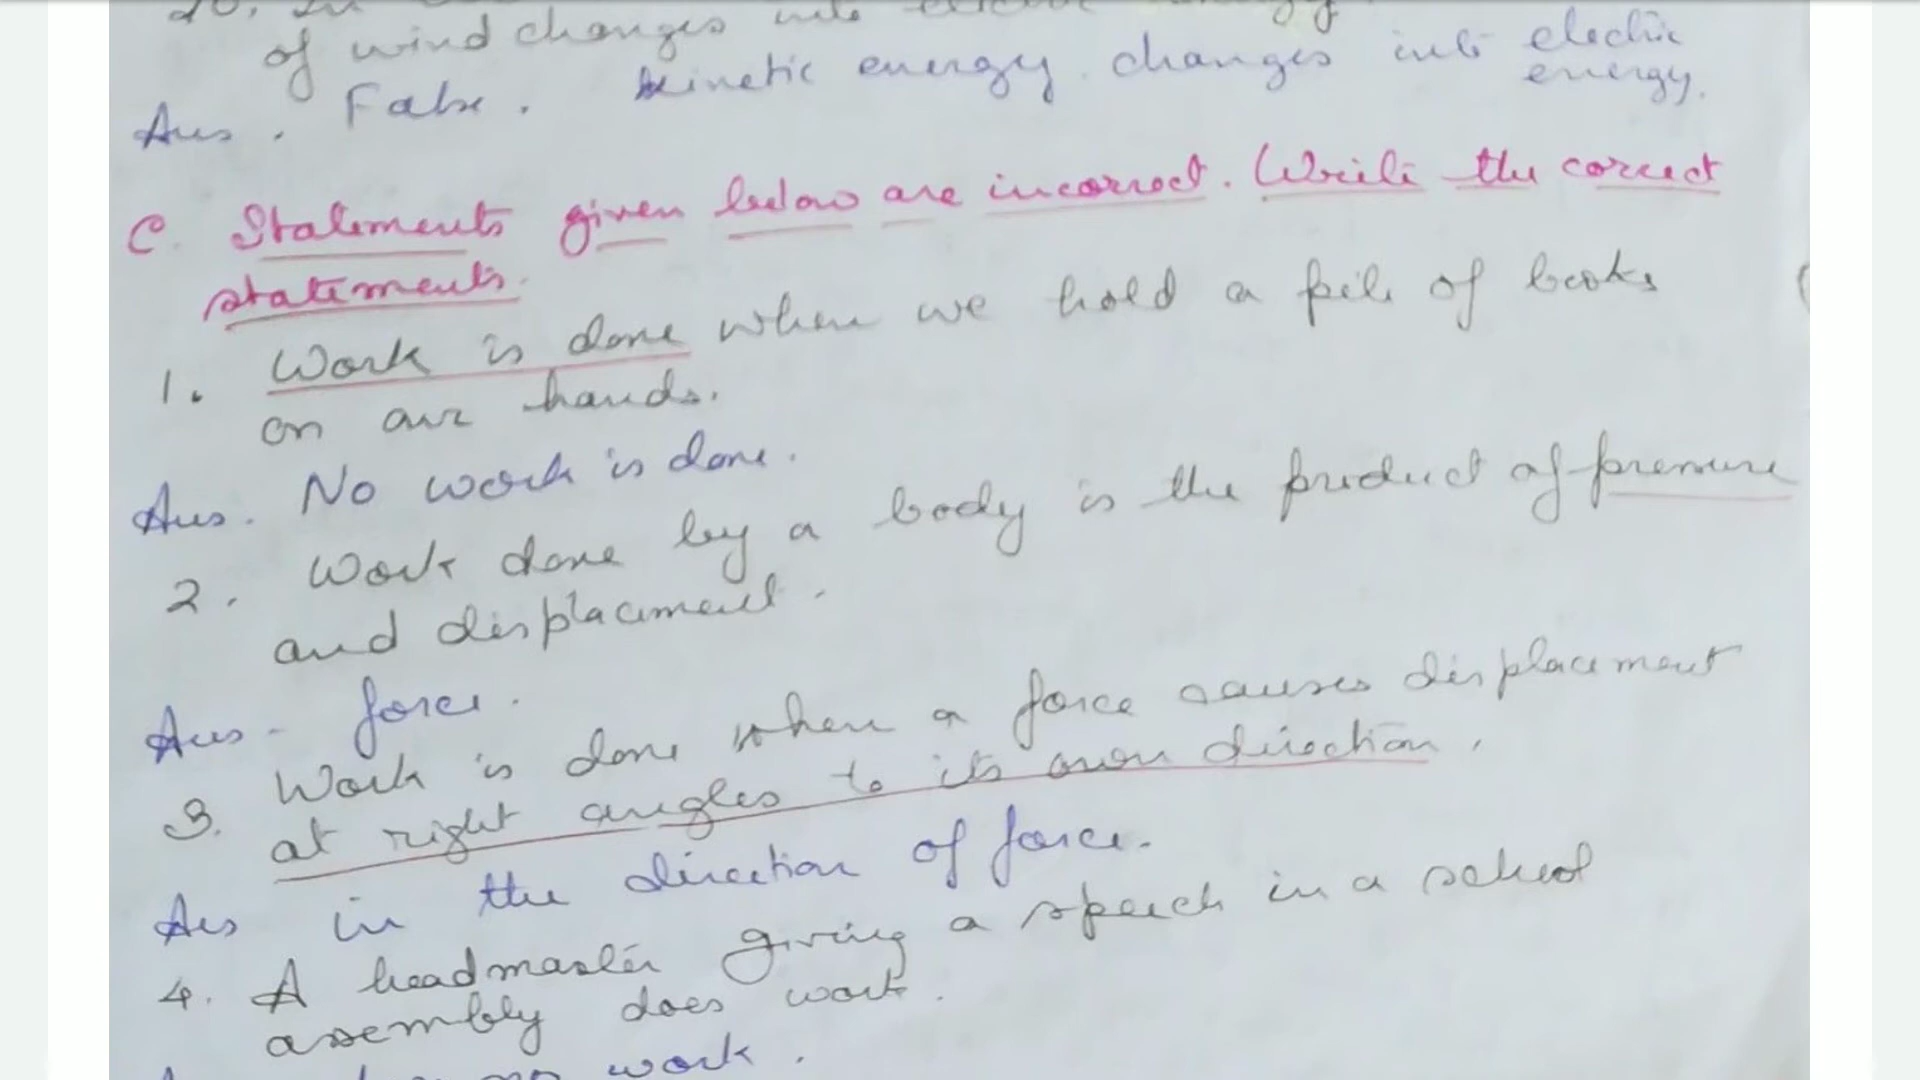 20. In
of wind changes into electric energy
Ans. False. kinetic energy changes into electric
energy.
C. Statements given below are incorrect. Write the correct
statements.
1. Work is done when we hold a pile of books
on our hands.
Ans. No work is done.
2. Work done by a body is the product of pressure
and displacement.
Ans - force.
3. Work is done when a force causes displacement
at right angles to its own direction.
Ans in the direction of force.
4. A headmaster giving a speech in a school
assembly does work.
no work.